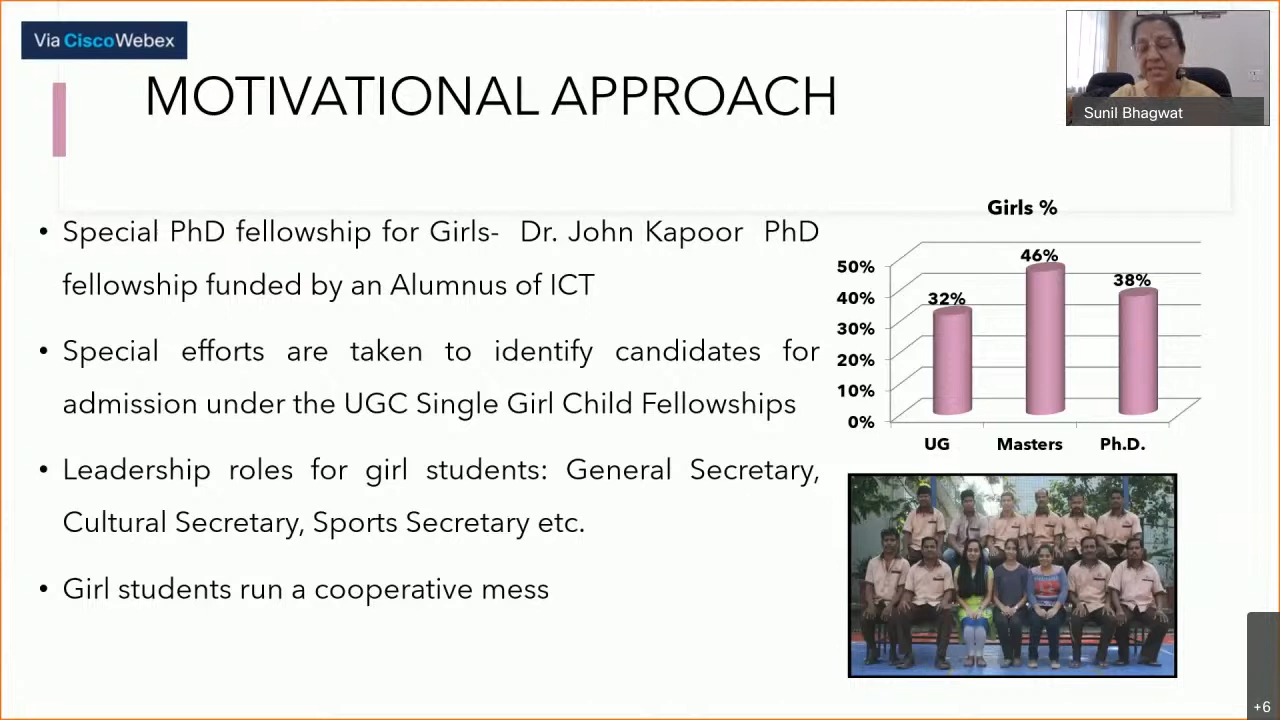 Via CiscoWebex
MOTIVATIONAL APPROACH
Sunil Bhagwat
• Special PhD fellowship for Girls- Dr. John Kapoor PhD
fellowship funded by an Alumnus of ICT
• Special efforts are taken to identify candidates for
admission under the UGC Single Girl Child Fellowships
• Leadership roles for girl students: General Secretary,
Cultural Secretary, Sports Secretary etc.
• Girl students run a cooperative mess
Girls %
50%
40%
30%
20%
10%
0%
32%
46%
38%
UG
Masters
Ph.D.
+6